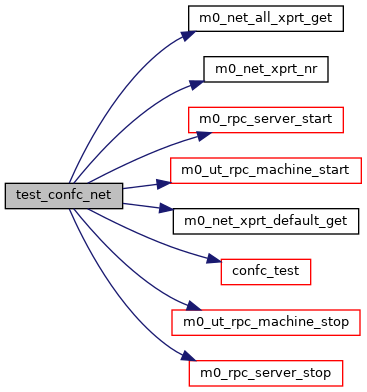 m0_net_all_xprt_get
m0_net_xprt_nr
m0_rpc_server_start
m0_ut_rpc_machine_start
test_confc_net
m0_net_xprt_default_get
confc_test
m0_ut_rpc_machine_stop
m0_rpc_server_stop